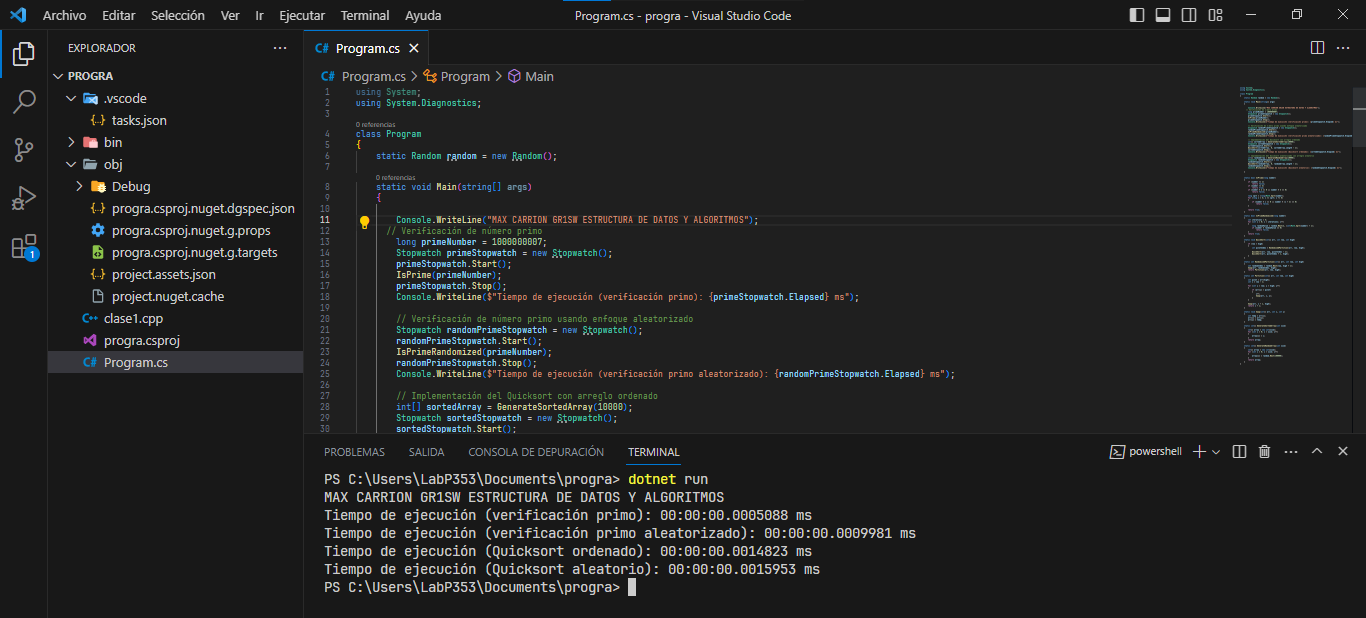 Archivo Editar Selección Ver Ir Ejecutar Terminal Ayuda
Program.cs - progra - Visual Studio Code
EXPLORADOR
PROGRA
.vscode
tasks.json
bin
obj
Debug
progra.csproj.nuget.dgspec.json
progra.csproj.nuget.g.props
progra.csproj.nuget.g.targets
project.assets.json
project.nuget.cache
clase1.cpp
progra.csproj
Program.cs
1
Program.cs
Program.cs > Program > Main
1 using System;
2 using System.Diagnostics;
3
0 referencias
4 class Program
5 {
6 static Random random = new Random();
7
0 referencias
8 static void Main(string[] args)
9 {
10
11 Console.WriteLine("MAX CARRION GR1SW ESTRUCTURA DE DATOS Y ALGORITMOS");
12 // Verificación de número primo
13 long primeNumber = 1000000007;
14 Stopwatch primeStopwatch = new Stopwatch();
15 primeStopwatch.Start();
16 IsPrime(primeNumber);
17 primeStopwatch.Stop();
18 Console.WriteLine($"Tiempo de ejecución (verificación primo): {primeStopwatch.Elapsed} ms");
19
20 // Verificación de número primo usando enfoque aleatorizado
21 Stopwatch randomPrimeStopwatch = new Stopwatch();
22 randomPrimeStopwatch.Start();
23 IsPrimeRandomized(primeNumber);
24 randomPrimeStopwatch.Stop();
25 Console.WriteLine($"Tiempo de ejecución (verificación primo aleatorizado): {randomPrimeStopwatch.Elapsed} ms");
26
27 // Implementación del Quicksort con arreglo ordenado
28 int[] sortedArray = GenerateSortedArray(10000);
29 Stopwatch sortedStopwatch = new Stopwatch();
30 sortedStopwatch.Start();
PROBLEMAS SALIDA CONSOLA DE DEPURACIÓN TERMINAL
powershell
PS C:\Users\LabP353\Documents\progra> dotnet run
MAX CARRION GR1SW ESTRUCTURA DE DATOS Y ALGORITMOS
Tiempo de ejecución (verificación primo): 00:00:00.0005088 ms
Tiempo de ejecución (verificación primo aleatorizado): 00:00:00.0009981 ms
Tiempo de ejecución (Quicksort ordenado): 00:00:00.0014823 ms
Tiempo de ejecución (Quicksort aleatorio): 00:00:00.0015953 ms
PS C:\Users\LabP353\Documents\progra>